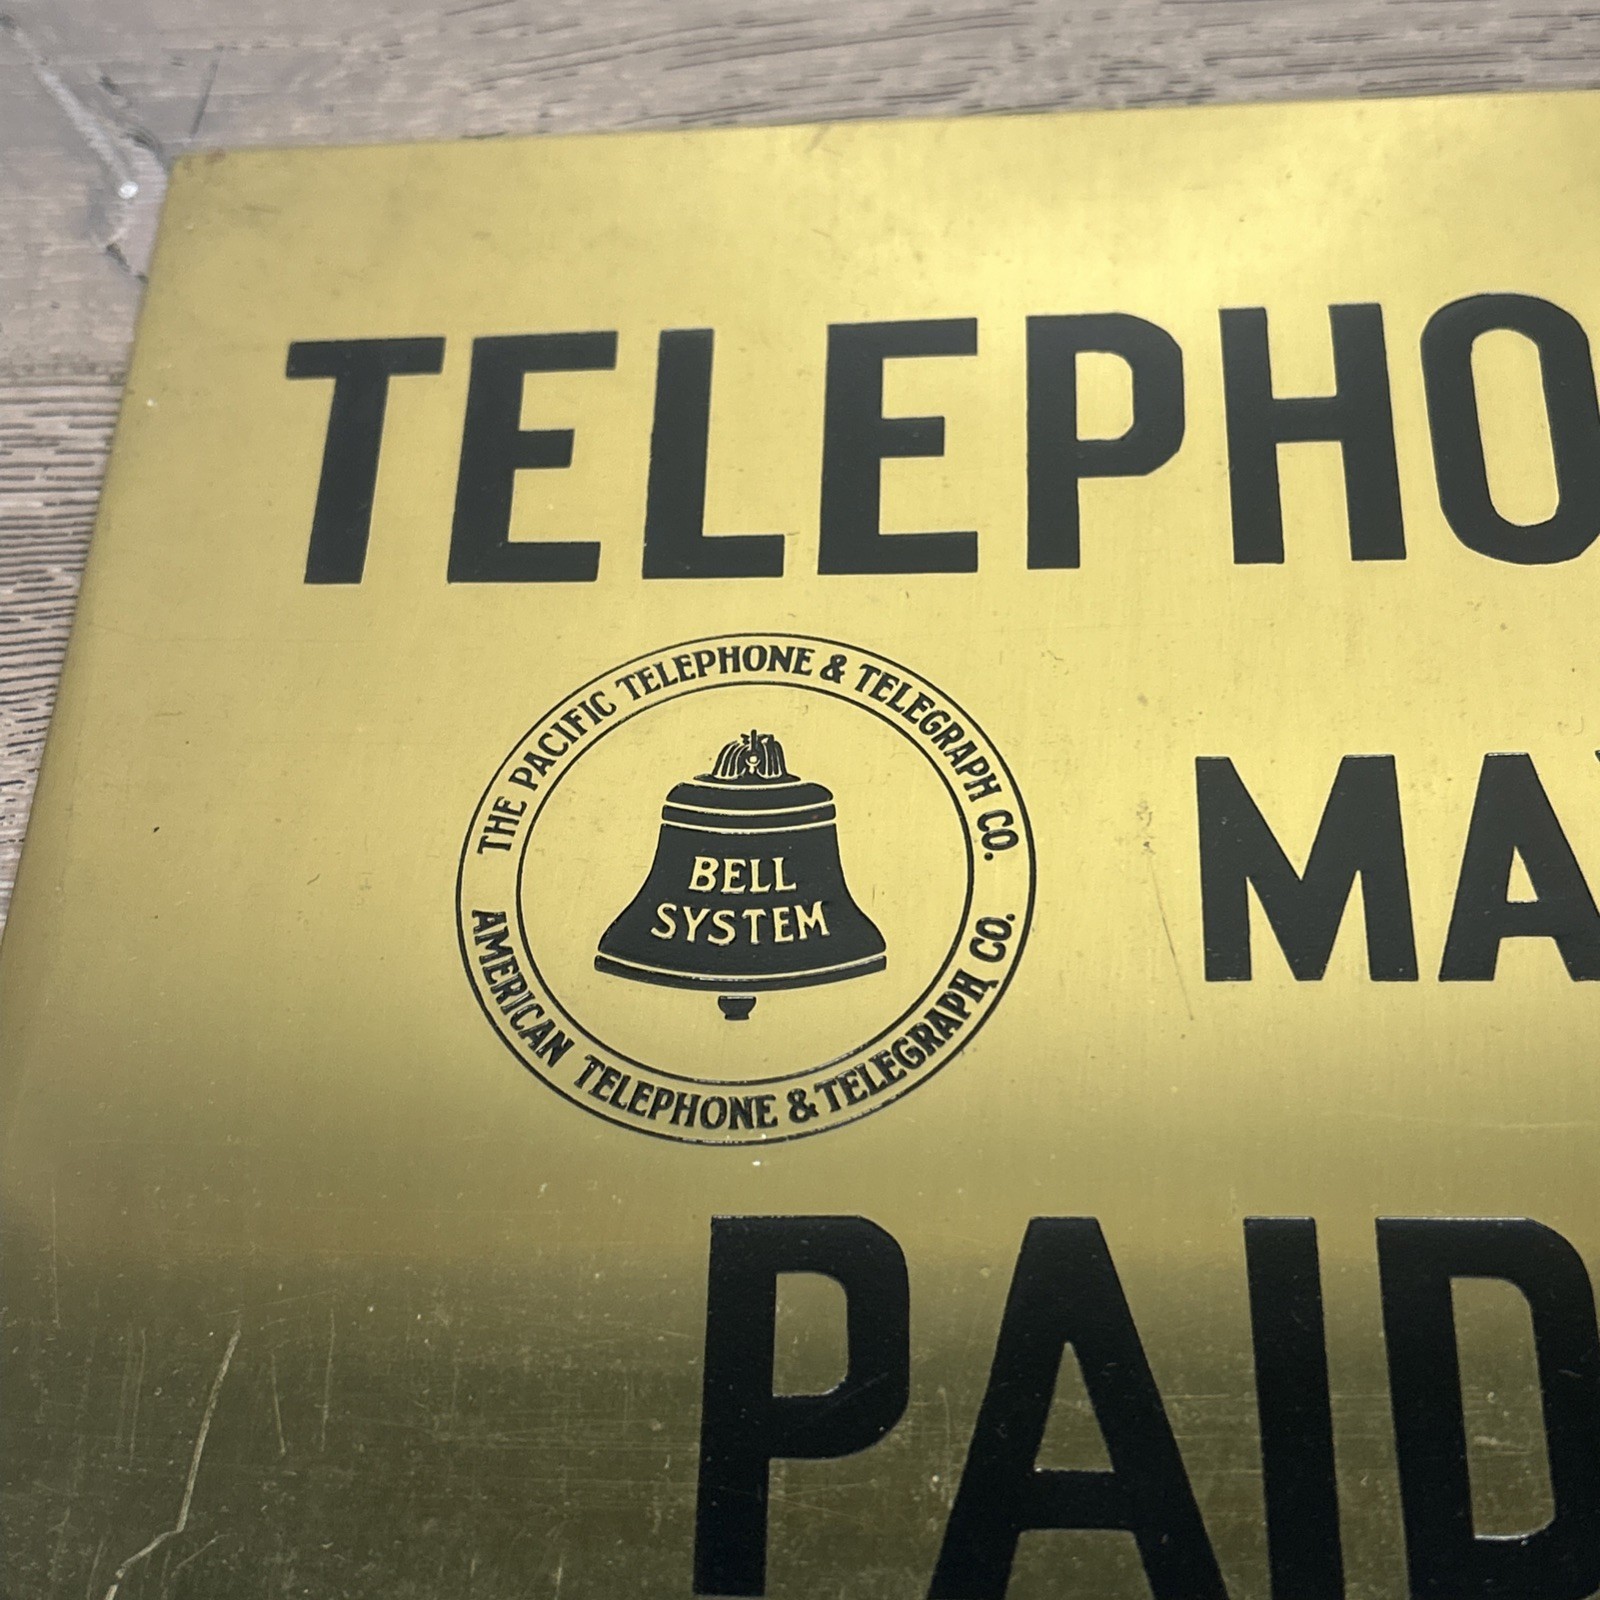 TELEPHO
THE PACIFIC TELEPHONE & TELEGRAPH CO.
BELL
SYSTEM
AMERICAN TELEPHONE & TELEGRAPH CO.
MA
PAID